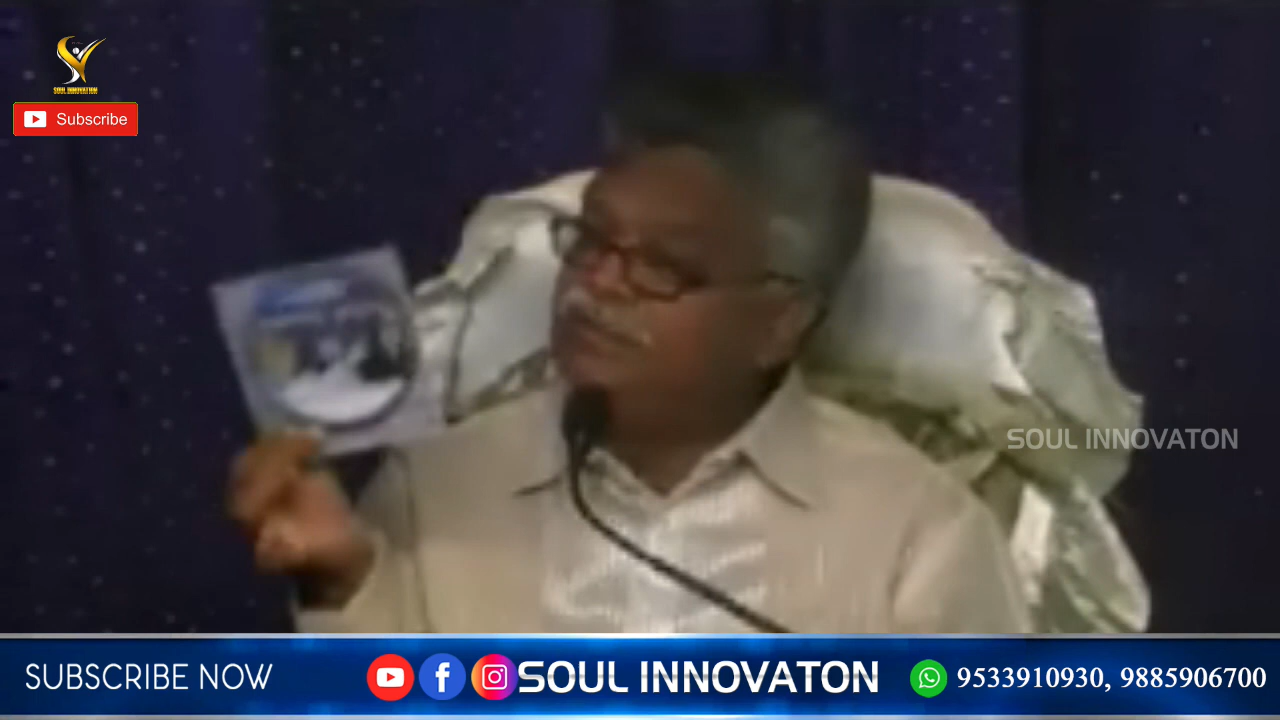 SOUL INNOVATION
Subscribe
SOUL INNOVATON
SUBSCRIBE NOW
SOUL INNOVATON
9533910930, 9885906700